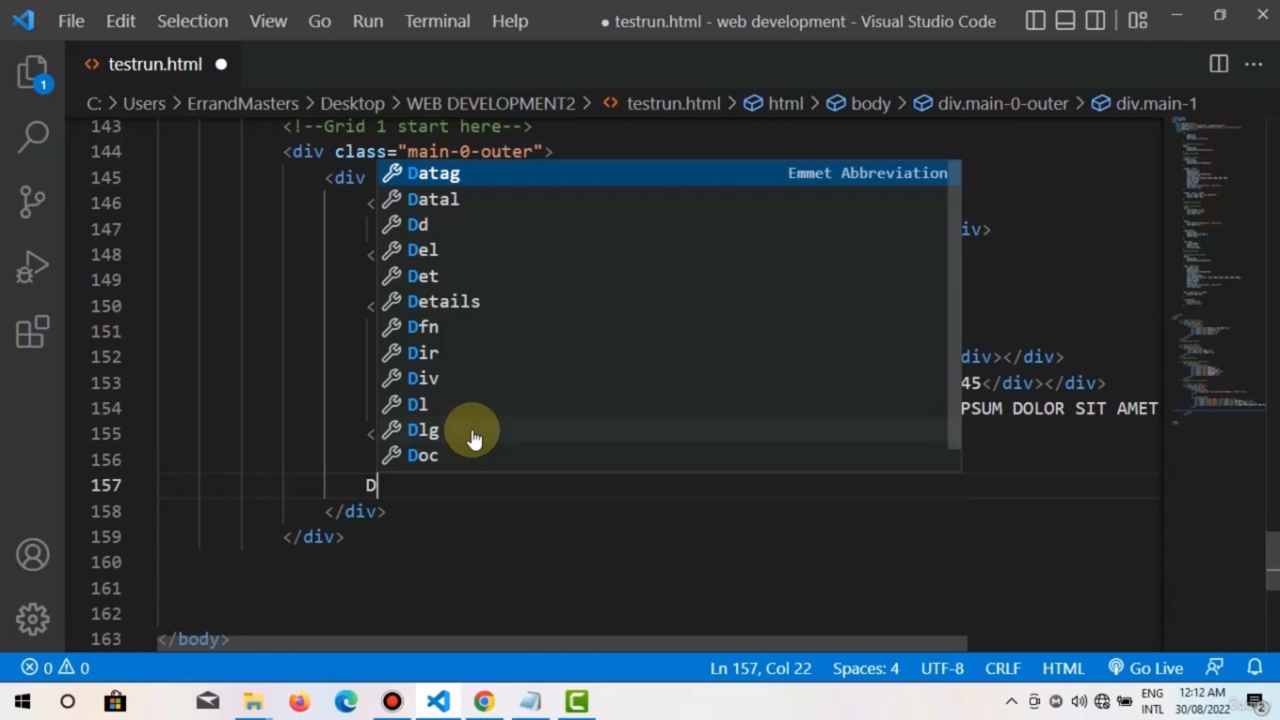 File Edit Selection View Go Run Terminal Help ● testrun.html - web development - Visual Studio Code
<> testrun.html ●
C: > Users > ErrandMasters > Desktop > WEB DEVELOPMENT2 > <> testrun.html > html > body > div.main-0-outer > div.main-1
1
143 <!--Grid 1 start here-->
144 <div class="main-0-outer">
145 <div
146 <
147 iv>
148 <
149
150 <
151
152 div></div>
153 45</div></div>
154 PSUM DOLOR SIT AMET
155 <
156
157 D
158 </div>
159 </div>
160
161
162
163 </body>
Datag Emmet Abbreviation
Datal
Dd
Del
Det
Details
Dfn
Dir
Div
Dl
Dlg
Doc
0 0 Ln 157, Col 22 Spaces: 4 UTF-8 CRLF HTML Go Live
ENG 12:12 AM
INTL 30/08/2022 2